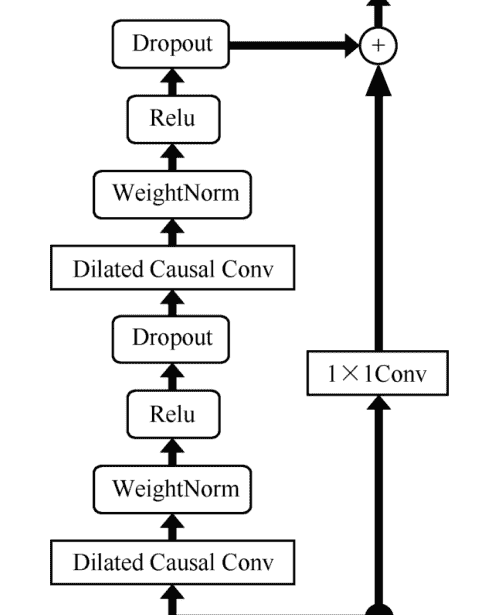 Dropout
+
Relu
WeightNorm
Dilated Causal Conv
Dropout
1×1Conv
Relu
WeightNorm
Dilated Causal Conv